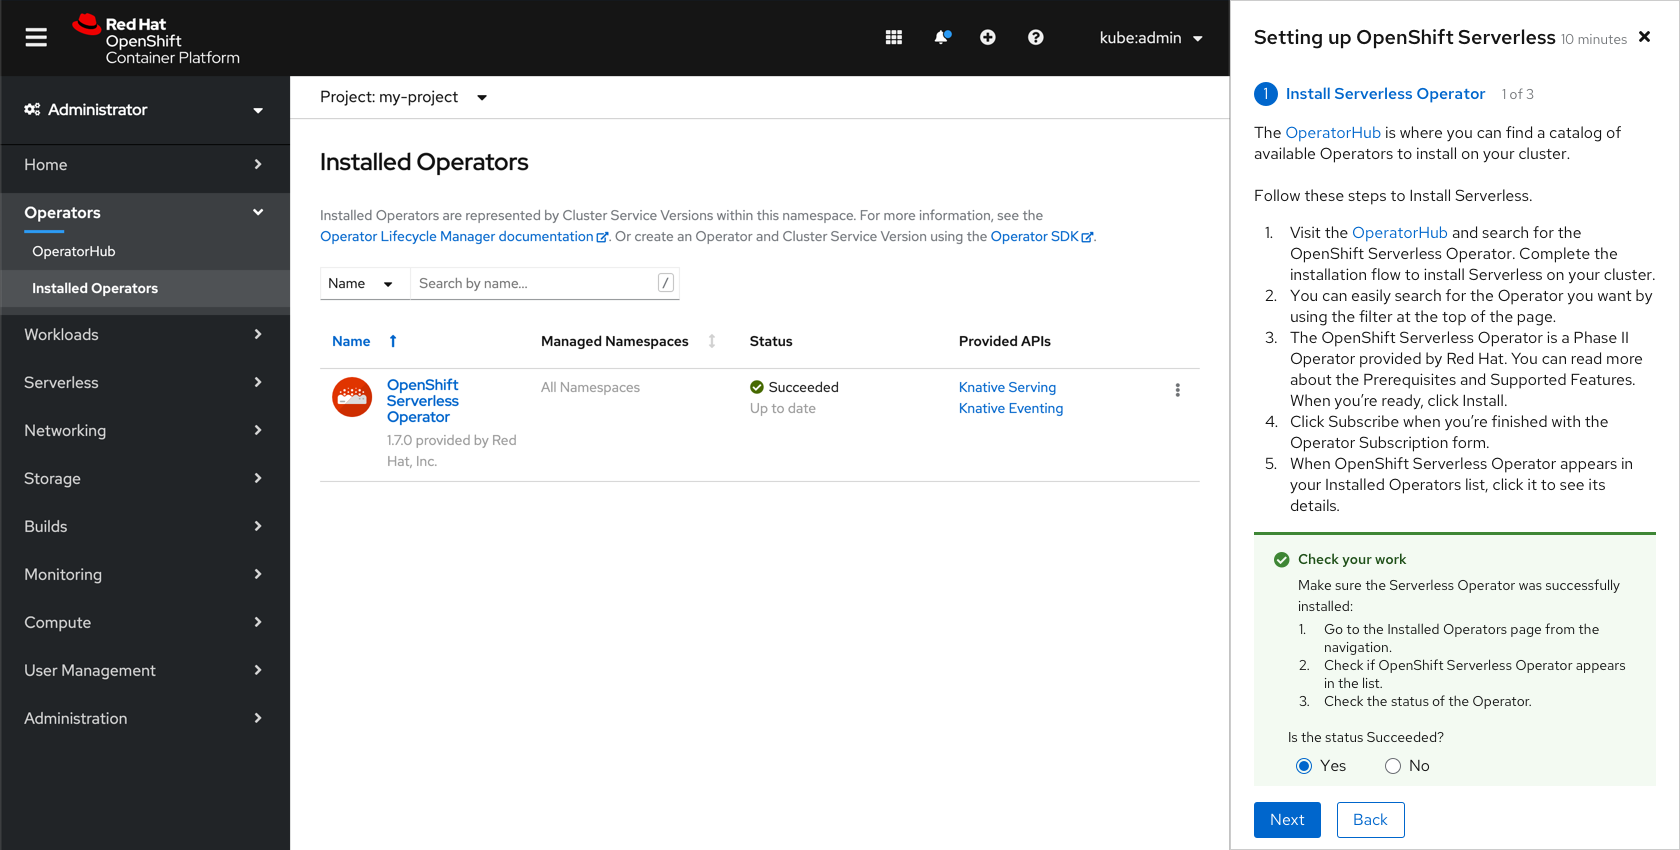 Red Hat
OpenShift
Container Platform
kube:admin
Administrator
Home
Operators
OperatorHub
Installed Operators
Workloads
Serverless
Networking
Storage
Builds
Monitoring
Compute
User Management
Administration
Project: my-project
Installed Operators
Installed Operators are represented by Cluster Service Versions within this namespace. For more information, see the
Operator Lifecycle Manager documentation. Or create an Operator and Cluster Service Version using the Operator SDK.
Name Search by name... /
Name Managed Namespaces Status Provided APIs
OpenShift
Serverless
Operator
1.7.0 provided by Red
Hat, Inc.
All Namespaces
Succeeded
Up to date
Knative Serving
Knative Eventing
Setting up OpenShift Serverless 10 minutes
1 Install Serverless Operator 1 of 3
The OperatorHub is where you can find a catalog of
available Operators to install on your cluster.
Follow these steps to Install Serverless.
1. Visit the OperatorHub and search for the
OpenShift Serverless Operator. Complete the
installation flow to install Serverless on your cluster.
2. You can easily search for the Operator you want by
using the filter at the top of the page.
3. The OpenShift Serverless Operator is a Phase II
Operator provided by Red Hat. You can read more
about the Prerequisites and Supported Features.
When you’re ready, click Install.
4. Click Subscribe when you’re finished with the
Operator Subscription form.
5. When OpenShift Serverless Operator appears in
your Installed Operators list, click it to see its
details.
Check your work
Make sure the Serverless Operator was successfully
installed:
1. Go to the Installed Operators page from the
navigation.
2. Check if OpenShift Serverless Operator appears
in the list.
3. Check the status of the Operator.
Is the status Succeeded?
Yes No
Next Back